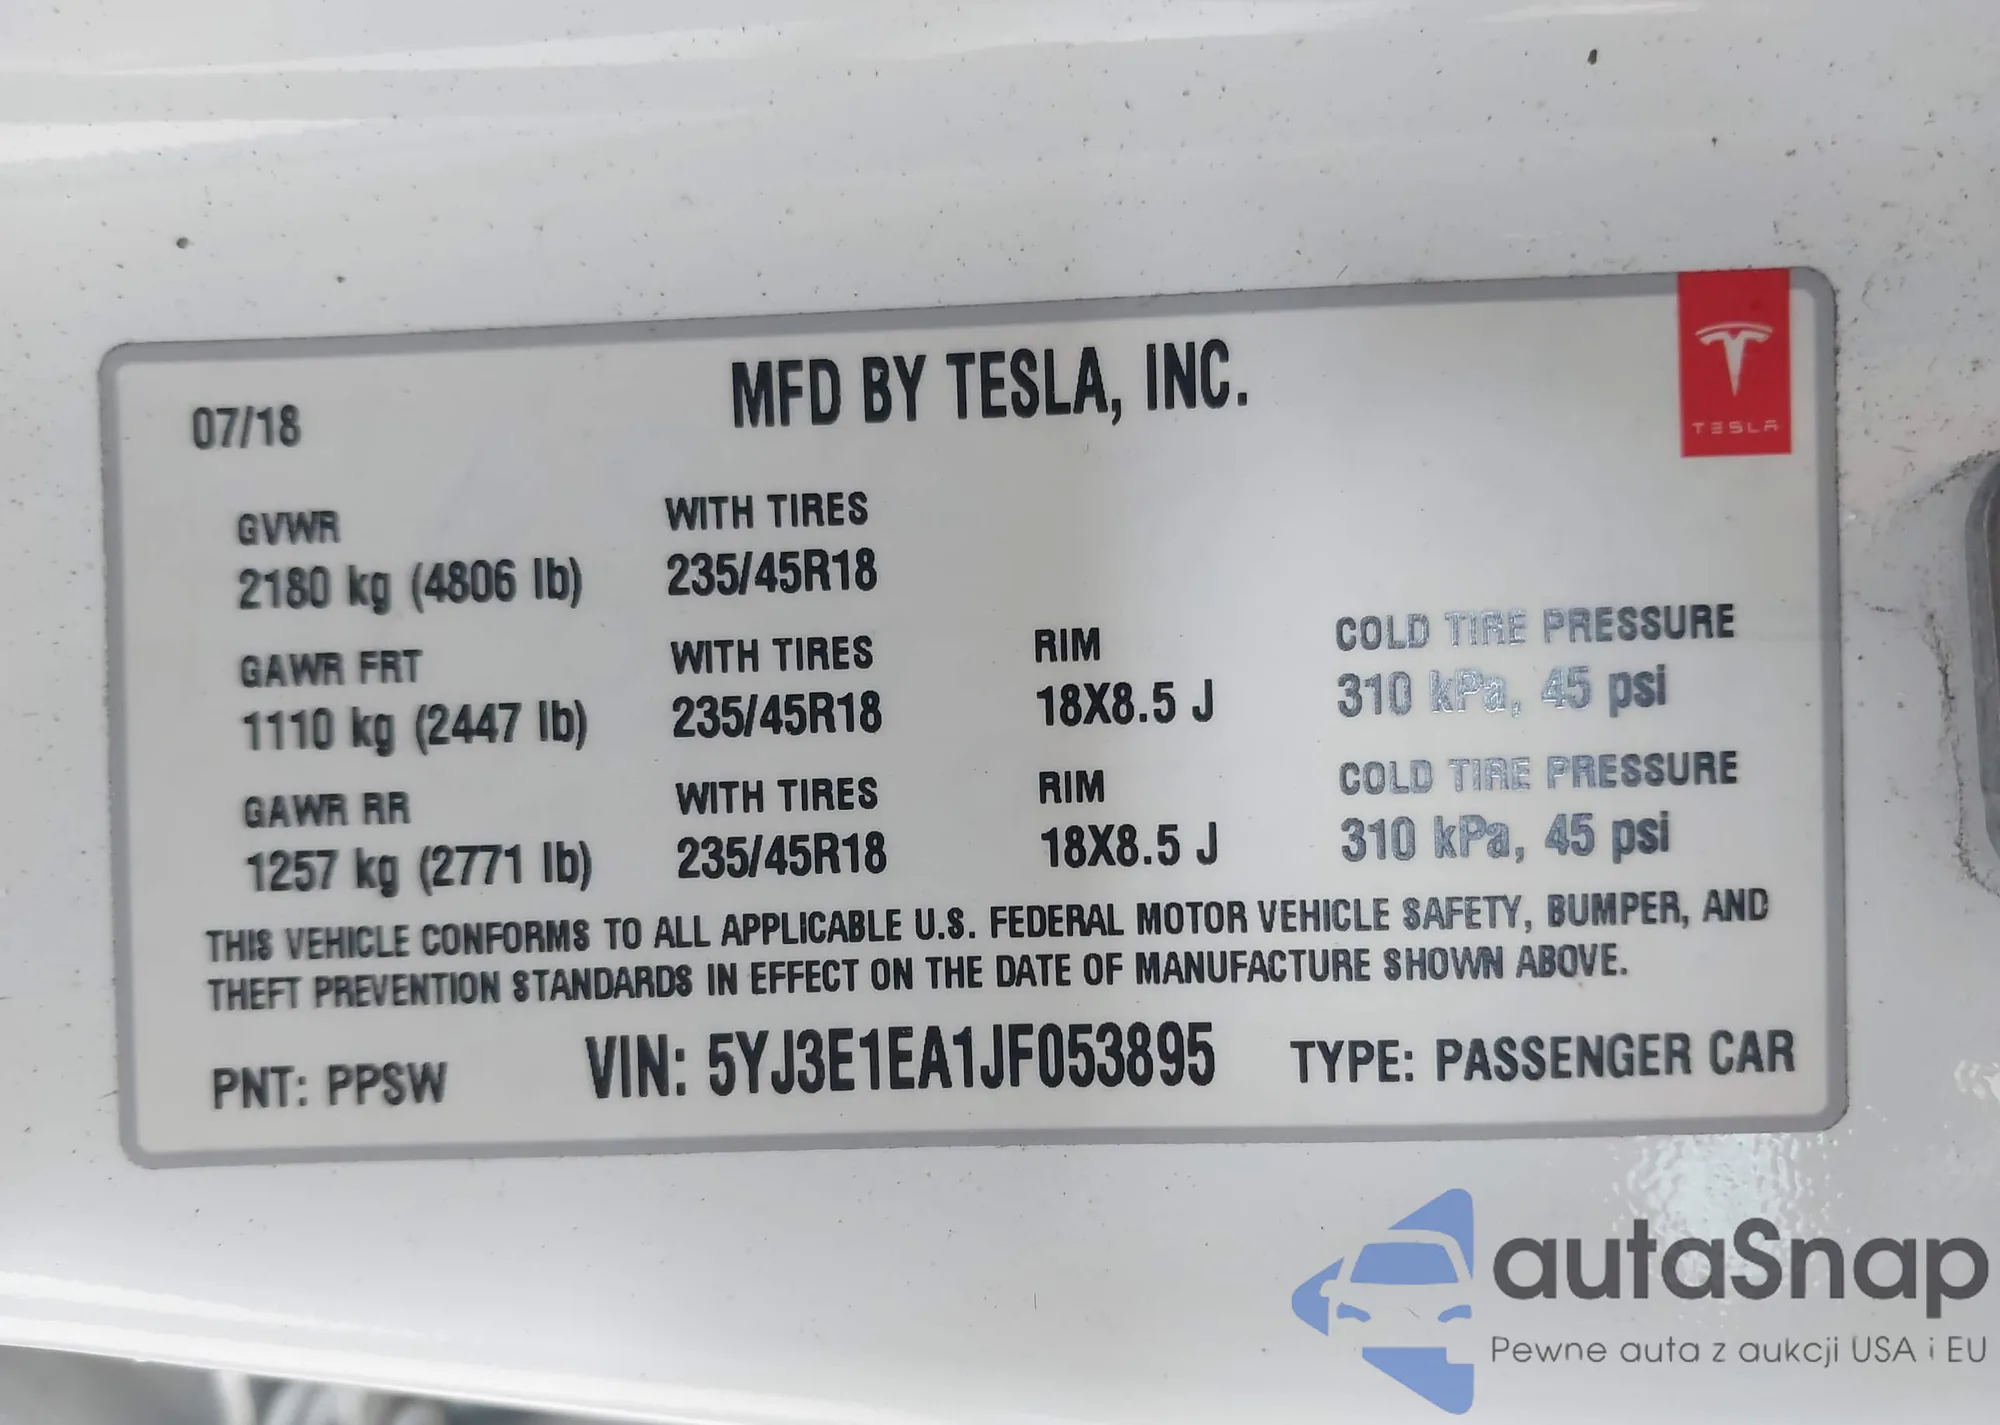 MFD BY TESLA, INC.
TESLA
07/18
GVWR WITH TIRES
2180 kg (4806 lb) 235/45R18
GAWR FRT WITH TIRES RIM COLD TIRE PRESSURE
1110 kg (2447 lb) 235/45R18 18X8.5 J 310 kPa, 45 psi
GAWR RR WITH TIRES RIM COLD TIRE PRESSURE
1257 kg (2771 lb) 235/45R18 18X8.5 J 310 kPa, 45 psi
THIS VEHICLE CONFORMS TO ALL APPLICABLE U.S. FEDERAL MOTOR VEHICLE SAFETY, BUMPER, AND
THEFT PREVENTION STANDARDS IN EFFECT ON THE DATE OF MANUFACTURE SHOWN ABOVE.
PNT: PPSW VIN: 5YJ3E1EA1JF053895 TYPE: PASSENGER CAR
autaSnap
Pewne auta z aukcji USA i EU